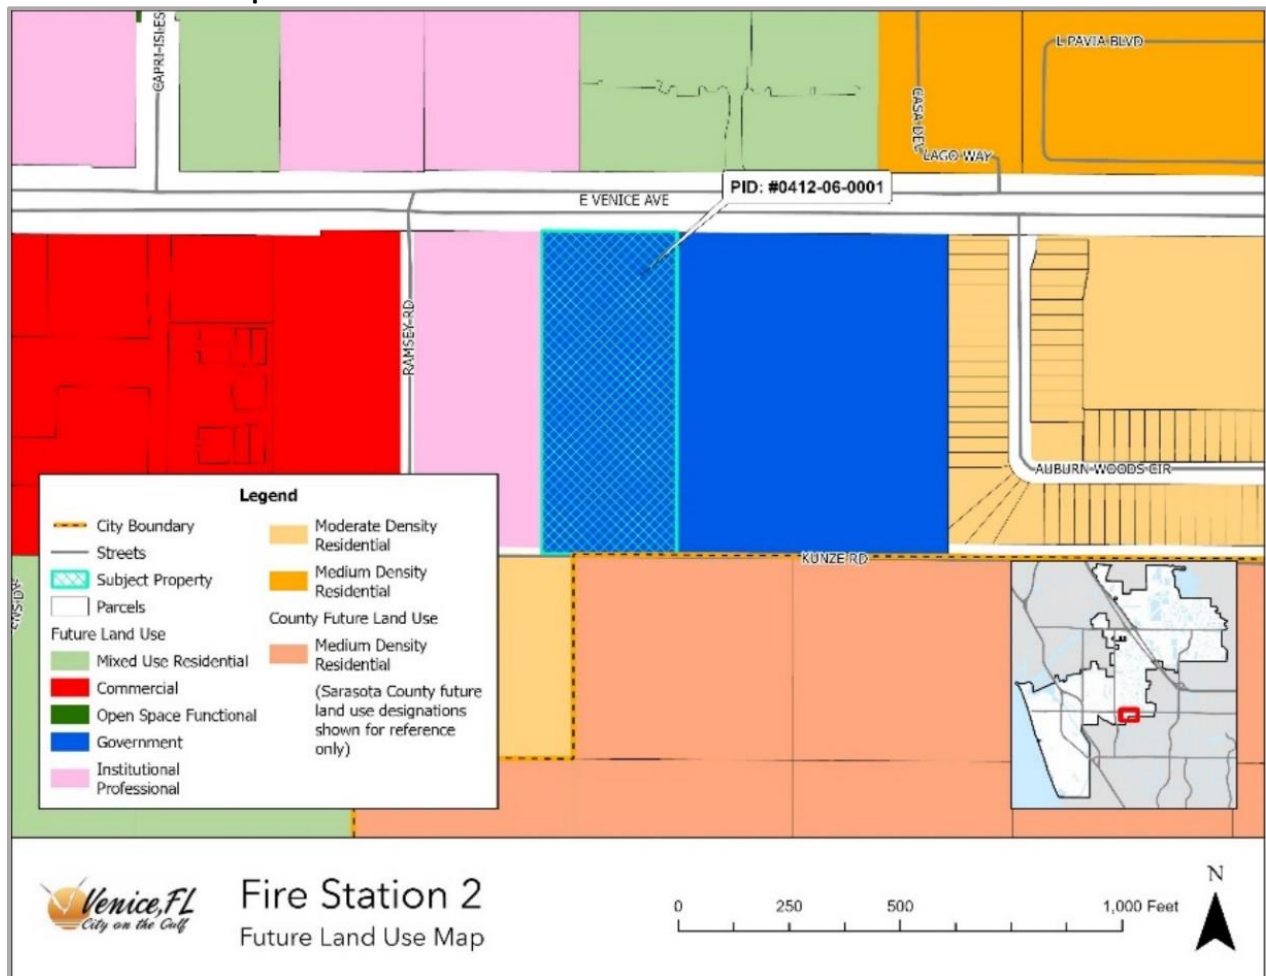 CAPRI ISLES
L PAVIA BLVD
CASA DEL
LAGO WAY
PID: #0412-06-0001
E VENICE AVE
RAMSEY RD
AUBURN WOODS CIR
KUNZE RD
Legend
City Boundary
Streets
Subject Property
Parcels
Future Land Use
Mixed Use Residential
Commercial
Open Space Functional
Government
Institutional
Professional
Moderate Density
Residential
Medium Density
Residential
County Future Land Use
Medium Density
Residential
(Sarasota County future
land use designations
shown for reference
only)
Venice,FL
City on the Gulf
Fire Station 2
Future Land Use Map
0 250 500 1,000 Feet
N